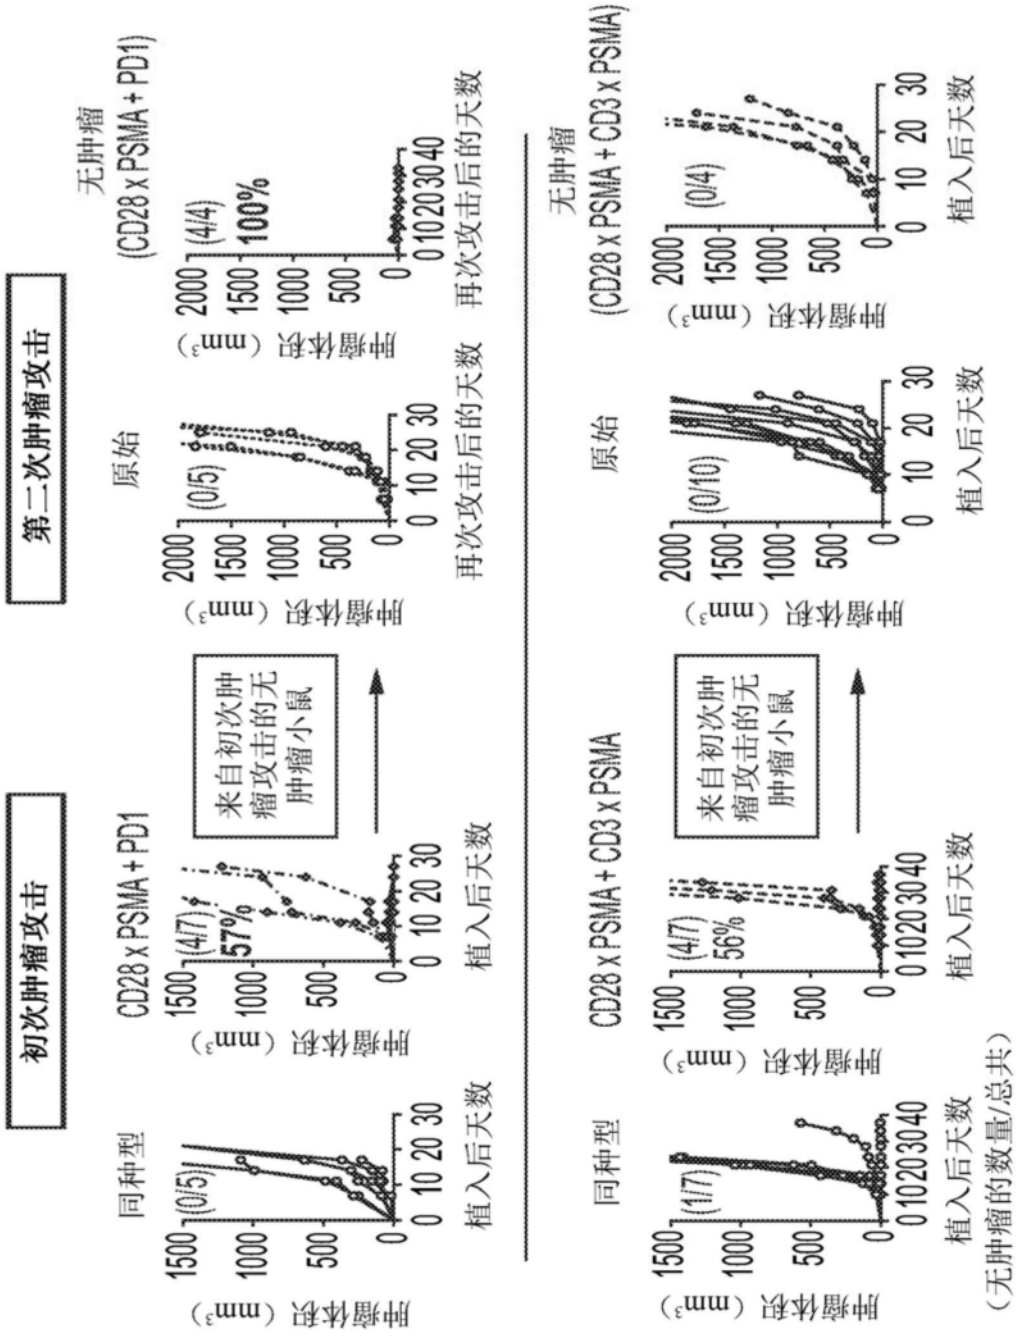 初次肿瘤攻击
第二次肿瘤攻击
同种型
(0/5)
1500
1000
500
0
肿瘤体积 (mm³)
0 10 20 30
植入后天数
CD28 x PSMA + PD1
(4/7)
57%
1500
1000
500
0
肿瘤体积 (mm³)
0 10 20 30
植入后天数
来自初次肿
瘤攻击的无
肿瘤小鼠
原始
(0/5)
2000
1500
1000
500
0
肿瘤体积 (mm³)
0 10 20 30
再次攻击后的天数
无肿瘤
(CD28 x PSMA + PD1)
(4/4)
100%
2000
1500
1000
500
0
肿瘤体积 (mm³)
0 10 20 30 40
再次攻击后的天数
同种型
(1/7)
1500
1000
500
0
肿瘤体积 (mm³)
0 10 20 30 40
植入后天数
(无肿瘤的数量/总共)
CD28 x PSMA + CD3 x PSMA
(4/7)
56%
1500
1000
500
0
肿瘤体积 (mm³)
0 10 20 30 40
植入后天数
来自初次肿
瘤攻击的无
肿瘤小鼠
原始
(0/10)
2000
1500
1000
500
0
肿瘤体积 (mm³)
0 10 20 30
植入后天数
无肿瘤
(CD28 x PSMA + CD3 x PSMA)
(0/4)
2000
1500
1000
500
0
肿瘤体积 (mm³)
0 10 20 30
植入后天数